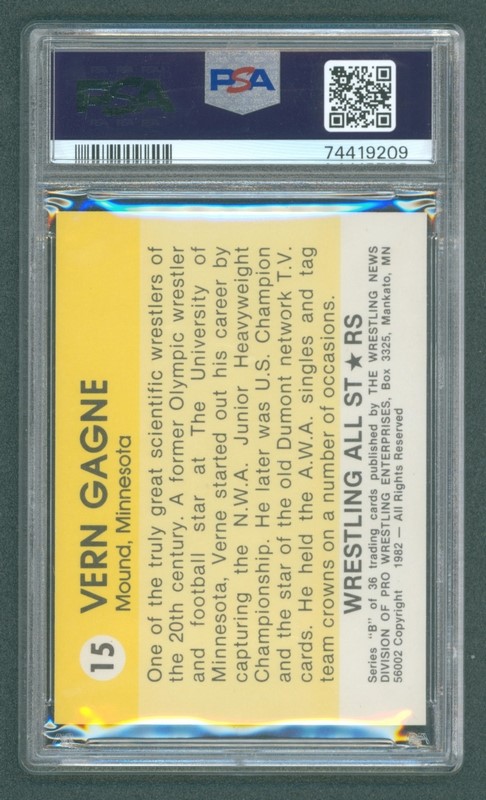 PSA
PSA
74419209
15
VERN GAGNE
Mound, Minnesota
One of the truly great scientific wrestlers of
the 20th century. A former Olympic wrestler
and football star at The University of
Minnesota, Verne started out his career by
capturing the N.W.A. Junior Heavyweight
Championship. He later was U.S. Champion
and the star of the old Dumont network T.V.
cards. He held the A.W.A. singles and tag
team crowns on a number of occasions.
WRESTLING ALL ST★RS
Series "B" of 36 trading cards published by THE WRESTLING NEWS
DIVISION OF PRO WRESTLING ENTERPRISES, Box 3325, Mankato, MN
56002 Copyright 1982 — All Rights Reserved